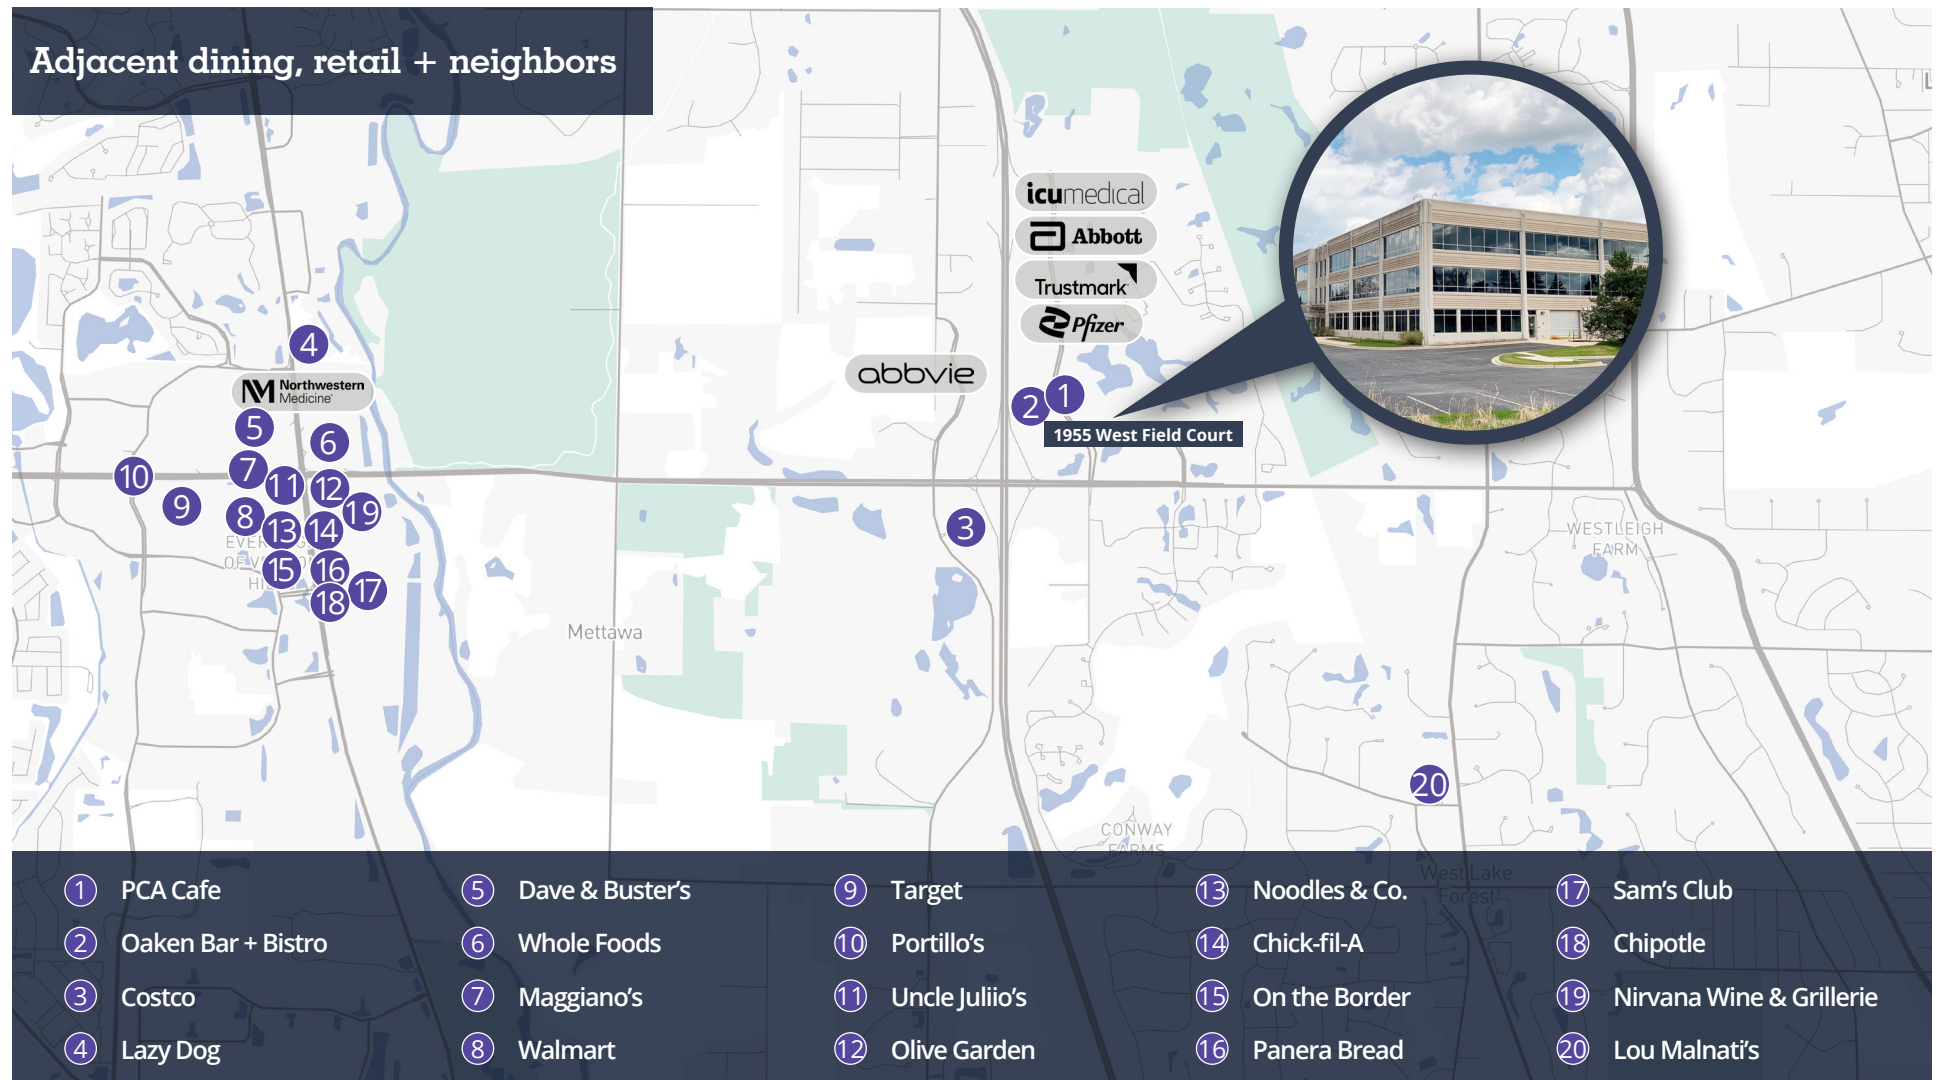 Adjacent dining, retail + neighbors
icumedical
Abbott
Trustmark
Pfizer
abbvie
Northwestern
Medicine
1955 West Field Court
1
2
3
4
5
6
7
8
9
10
11
12
13
14
15
16
17
18
19
20
Mettawa
WESTLEIGH
FARM
CONWAY
FARMS
West Lake
Forest
1 PCA Cafe
2 Oaken Bar + Bistro
3 Costco
4 Lazy Dog
5 Dave & Buster's
6 Whole Foods
7 Maggiano's
8 Walmart
9 Target
10 Portillo's
11 Uncle Juliio's
12 Olive Garden
13 Noodles & Co.
14 Chick-fil-A
15 On the Border
16 Panera Bread
17 Sam's Club
18 Chipotle
19 Nirvana Wine & Grillerie
20 Lou Malnati's